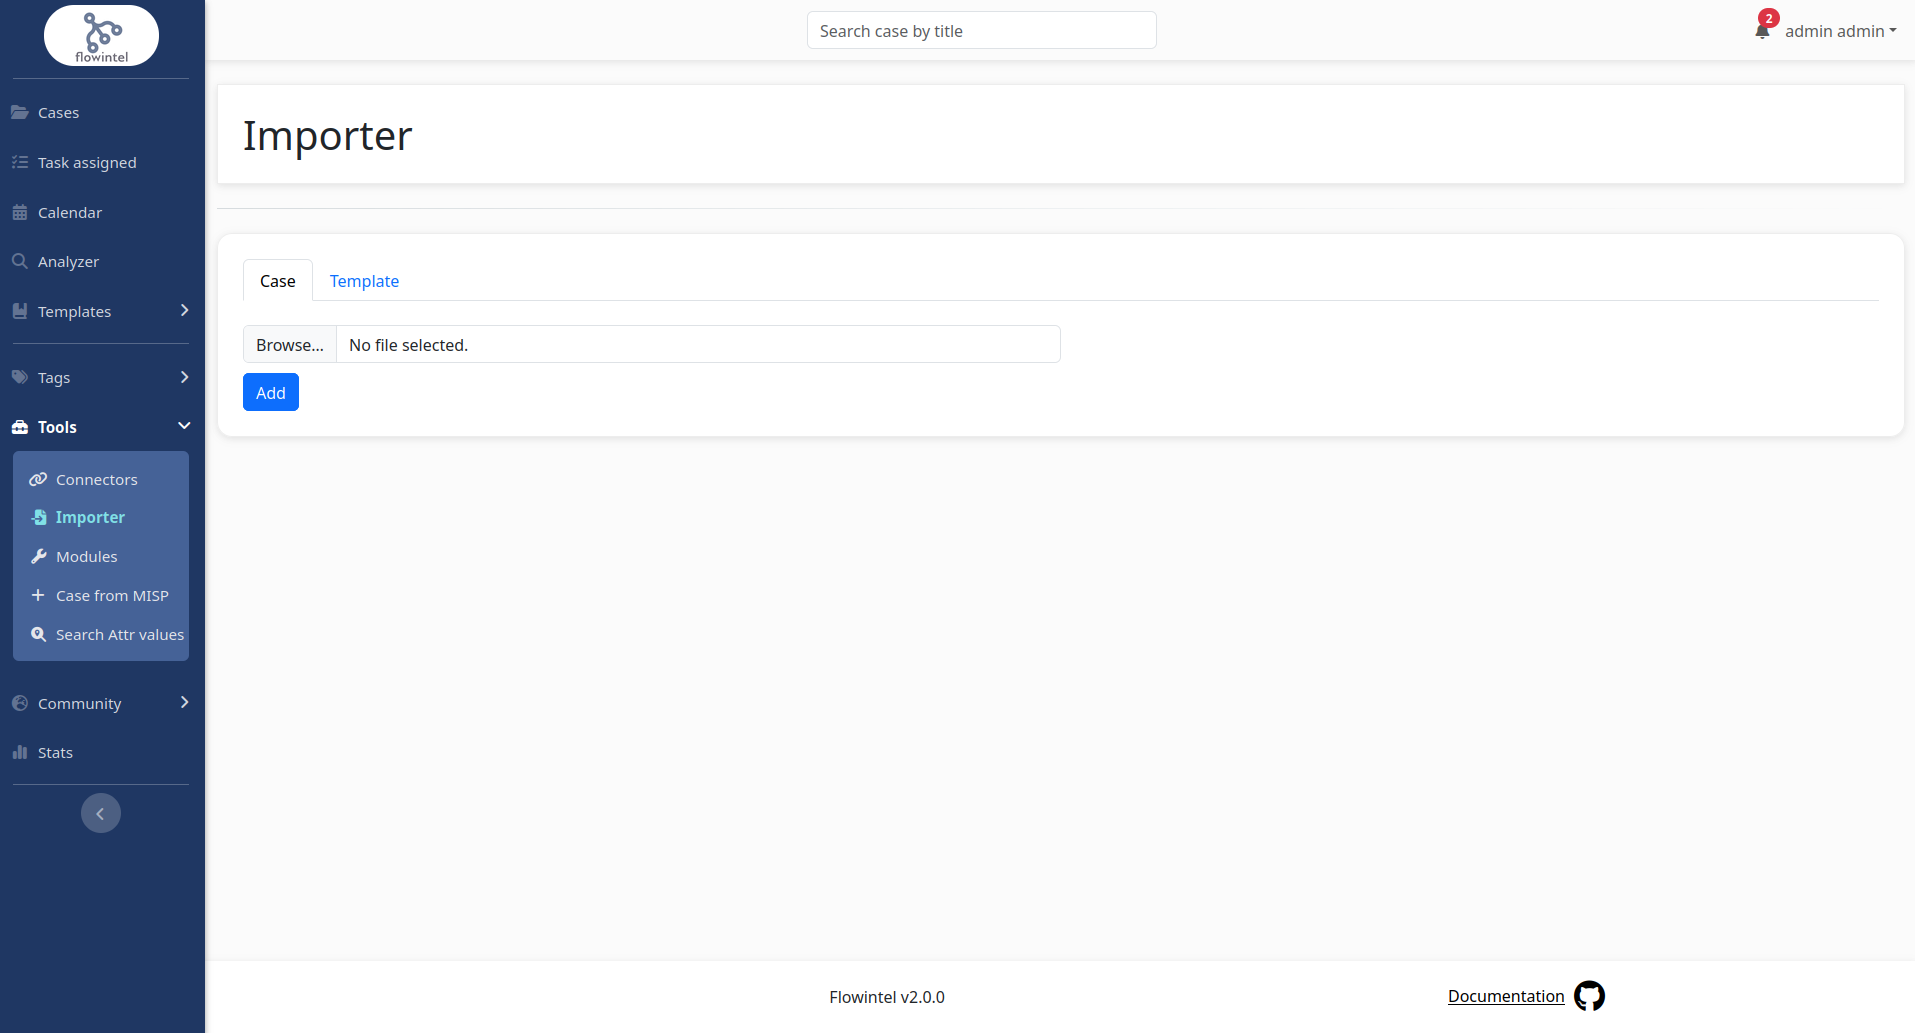 flowintel
Search case by title
2
admin admin
Cases
Task assigned
Calendar
Analyzer
Templates
Tags
Tools
Connectors
Importer
Modules
Case from MISP
Search Attr values
Community
Stats
Importer
Case
Template
Browse...
No file selected.
Add
Flowintel v2.0.0
Documentation